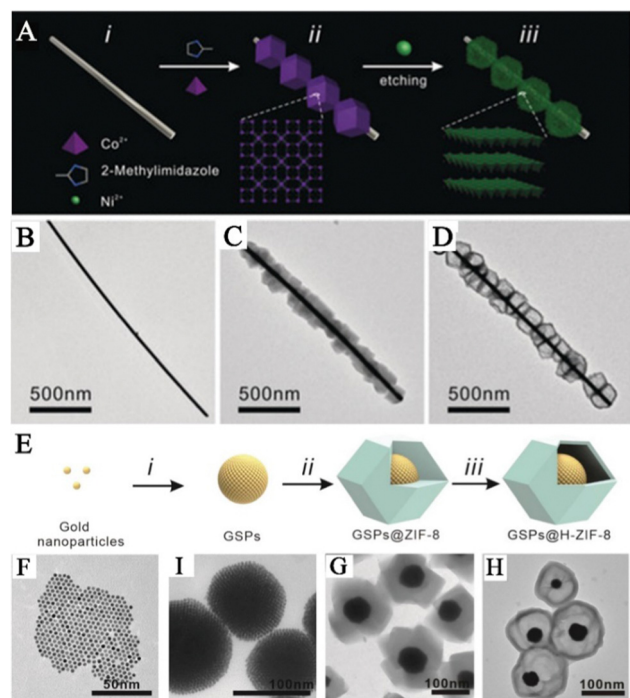 A
i
ii
iii
etching
Co2+
2-Methylimidazole
Ni2+
B
C
D
500nm
500nm
500nm
E
i
ii
iii
Gold
nanoparticles
GSPs
GSPs@ZIF-8
GSPs@H-ZIF-8
F
I
G
H
50nm
100nm
100nm
100nm